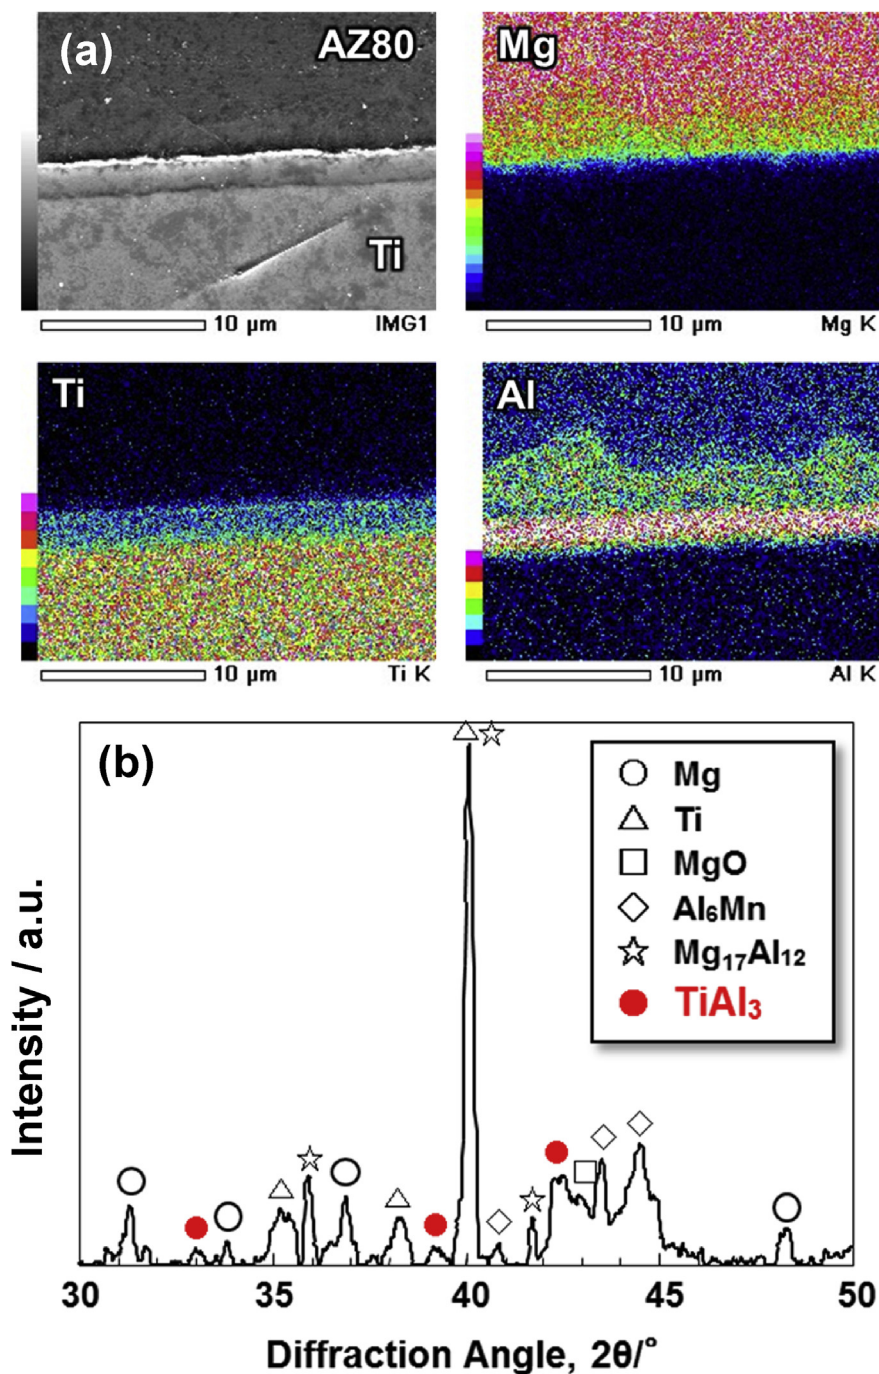 (a) AZ80 Mg
Ti
10 μm IMG1 10 μm Mg K
Ti Al
10 μm Ti K 10 μm Al K
(b)
Mg
Ti
MgO
Al₆Mn
Mg₁₇Al₁₂
TiAl₃
Intensity / a.u.
30 35 40 45 50
Diffraction Angle, 2θ/°